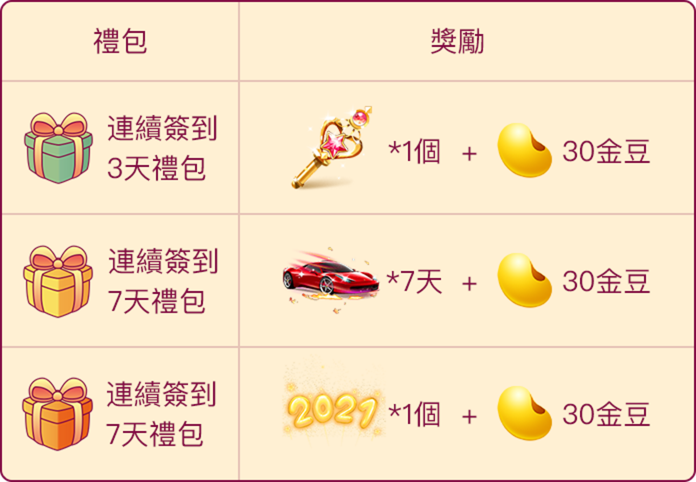 禮包 獎勵
連續簽到
3天禮包
*1個 + 30金豆
連續簽到
7天禮包
*7天 + 30金豆
連續簽到
7天禮包
2021 *1個 + 30金豆